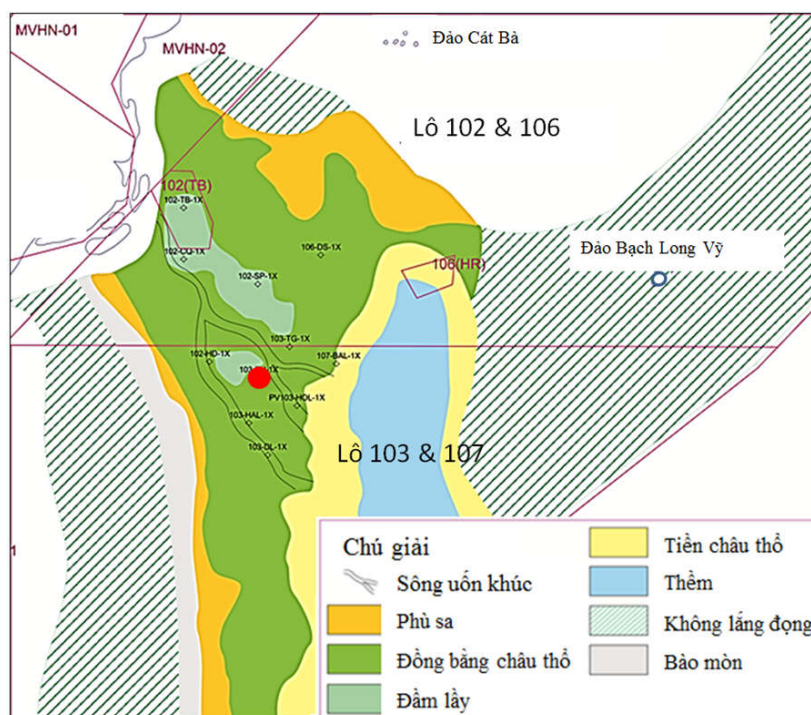 MVHN-01
MVHN-02
Đảo Cát Bà
Lô 102 & 106
102(TB)
102-TB-1X
102-CQ-1X
106-DS-1X
Đảo Bạch Long Vỹ
106(HR)
102-SP-1X
103-TG-1X
102-HD-1X
107-BAL-1X
PV103-HOL-1X
103-HAL-1X
103-DL-1X
Lô 103 & 107
1
Chú giải
Sông uốn khúc
Phù sa
Đồng bằng châu thổ
Đầm lầy
Tiền châu thổ
Thềm
Không lắng đọng
Bào mòn